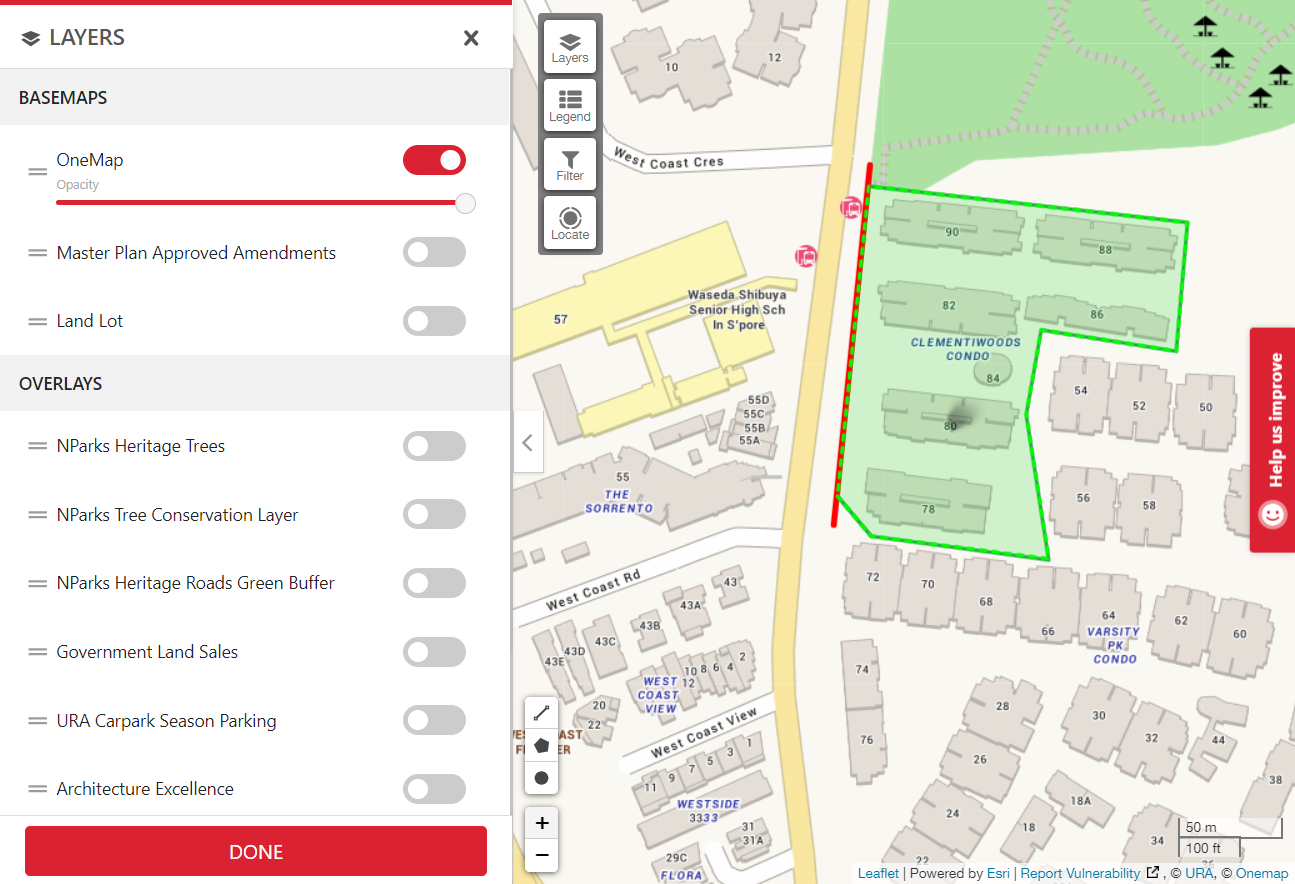 LAYERS
BASEMAPS
OneMap
Opacity
Master Plan Approved Amendments
Land Lot
OVERLAYS
NParks Heritage Trees
NParks Tree Conservation Layer
NParks Heritage Roads Green Buffer
Government Land Sales
URA Carpark Season Parking
Architecture Excellence
DONE
Layers
Legend
Filter
Locate
10
12
West Coast Cres
57
Waseda Shibuya
Senior High Sch
In S'pore
90
88
82
86
CLEMENTIWOODS
CONDO
84
80
78
55D
55C
55B
55A
55
THE
SORRENTO
54
52
50
56
58
Help us improve
West Coast Rd
43
43A
43B
43C
43D
43E
72
70
68
66
64
62
60
VARSITY
PK
CONDO
2
4
6
8
10
12
WEST
COAST
VIEW
20
22
West Coast View
74
76
28
26
30
32
44
38
1
3
5
7
9
11
WESTSIDE
3333
31
31A
29C
FLORA
24
22
18A
18
34
36
+
−
50 m
100 ft
Leaflet | Powered by Esri | Report Vulnerability , © URA, © Onemap